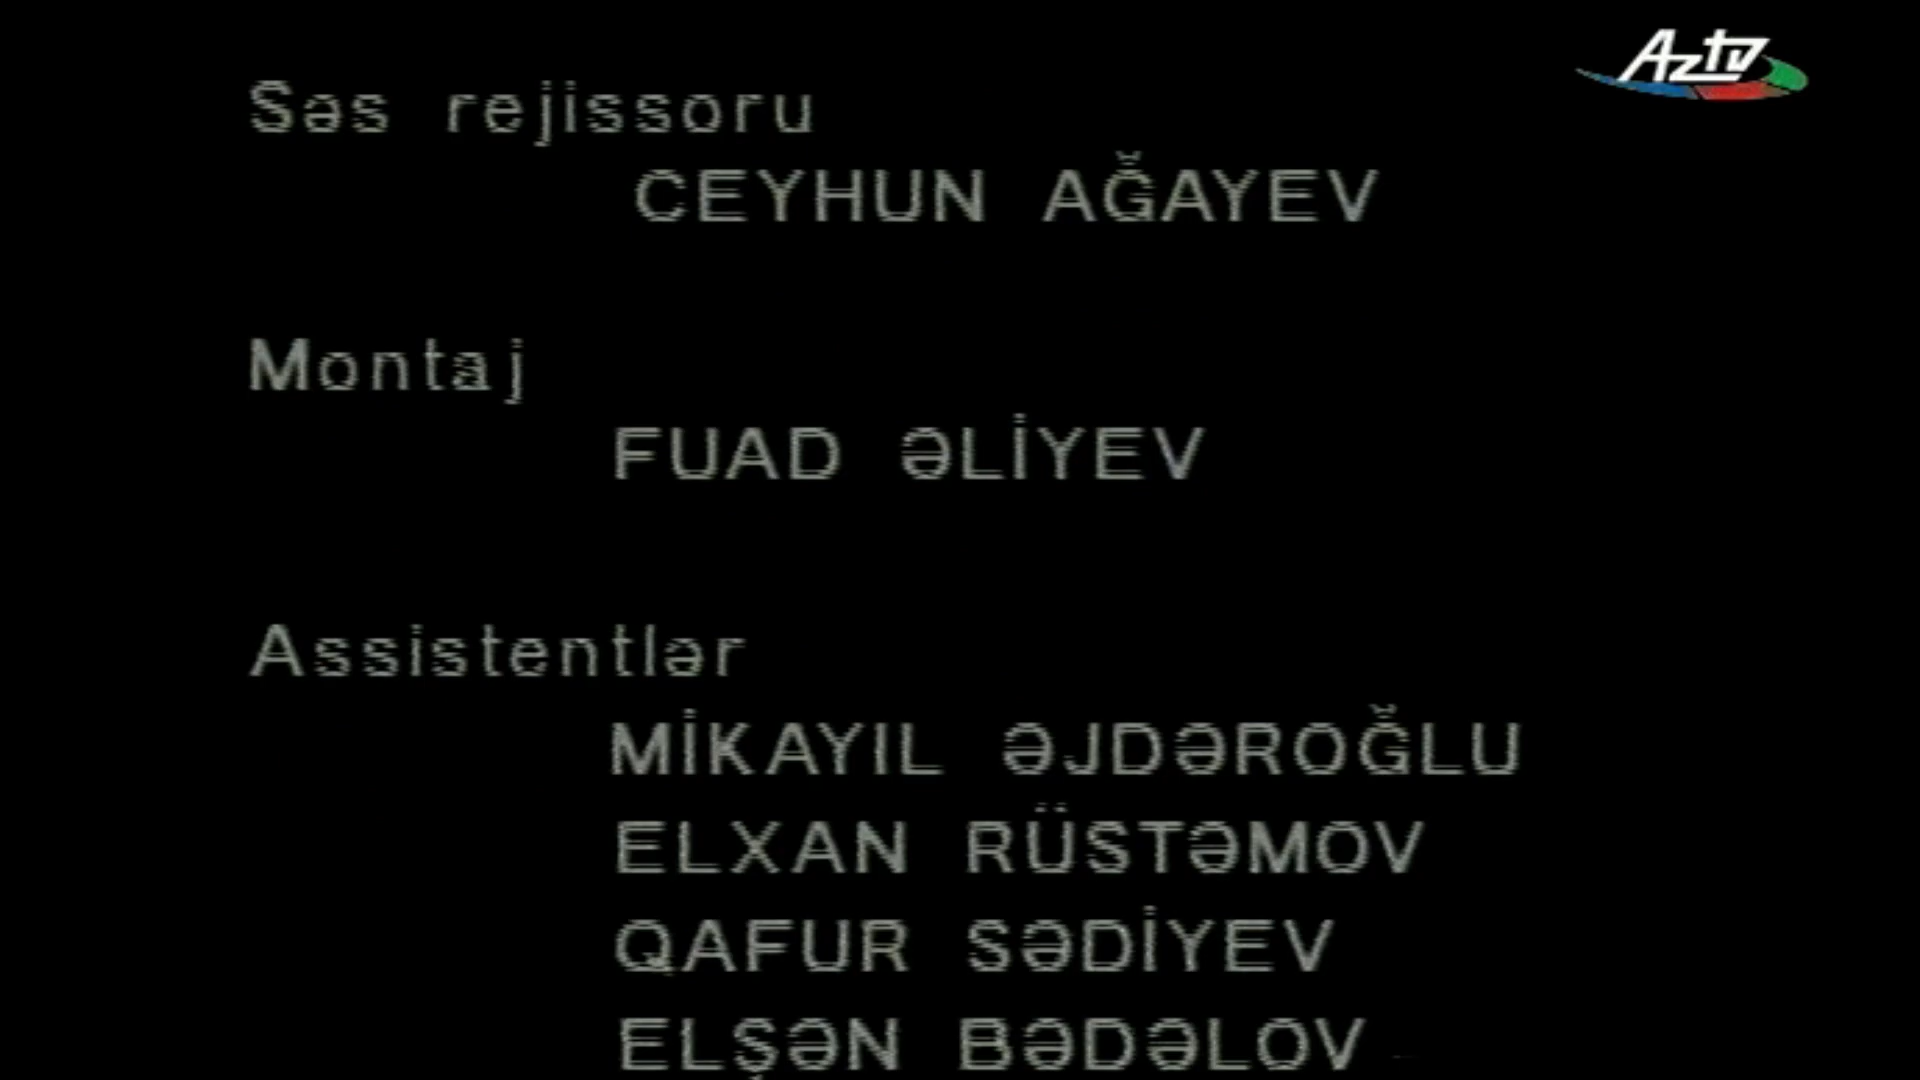 Aztv
Səs rejissoru
CEYHUN AĞAYEV
Montaj
FUAD ƏLİYEV
Assistentlər
MİKAYIL ƏJDƏROĞLU
ELXAN RÜSTƏMOV
QAFUR SƏDİYEV
ELŞƏN BƏDƏLOV